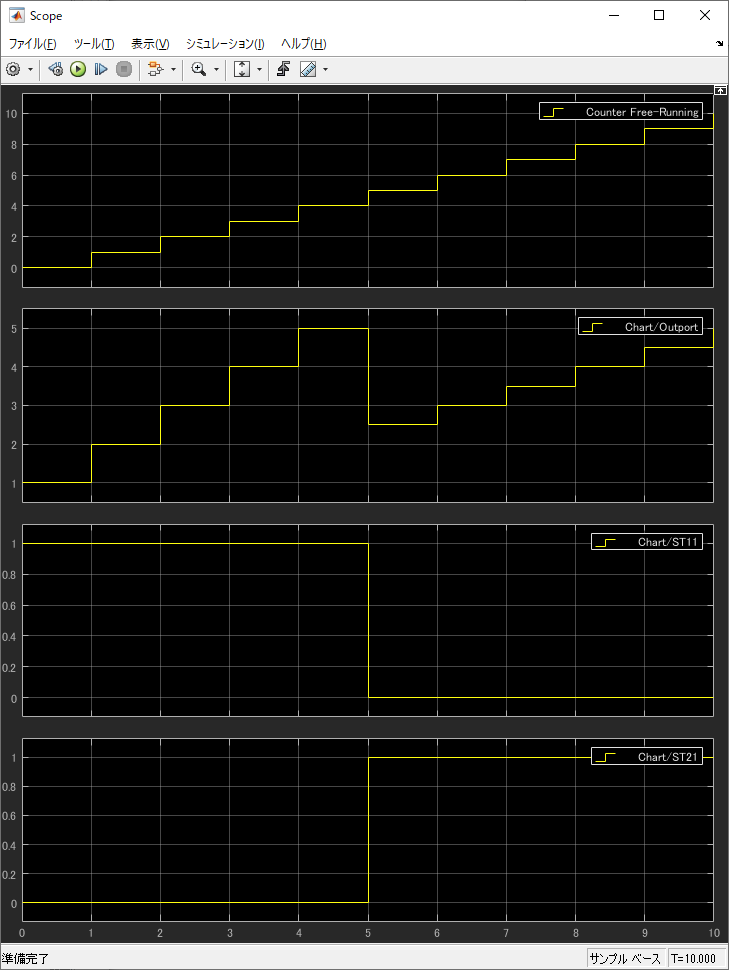 Scope
ファイル(F) ツール(T) 表示(V) シミュレーション(I) ヘルプ(H)
Counter Free-Running
10
8
6
4
2
0
Chart/Outport
5
4
3
2
1
Chart/ST11
1
0.8
0.6
0.4
0.2
0
Chart/ST21
1
0.8
0.6
0.4
0.2
0
0 1 2 3 4 5 6 7 8 9 10
準備完了 サンプル ベース T=10.000